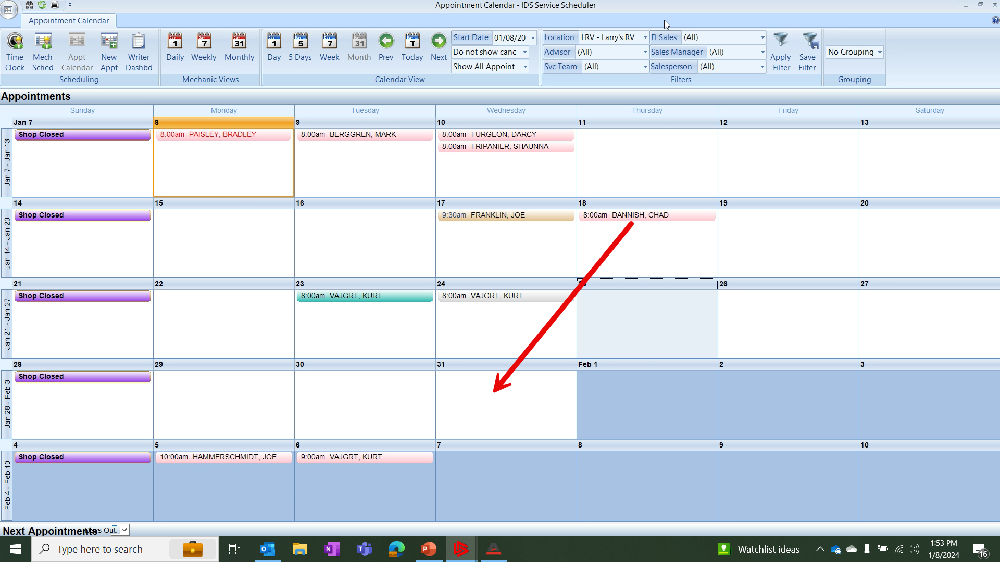 Appointment Calendar - IDS Service Scheduler
Appointment Calendar
Time Clock
Mech Sched
Appt Calendar
New Appt
Writer Dashbd
Scheduling
Daily
Weekly
Monthly
Mechanic Views
Day
5 Days
Week
Month
Prev
Today
Next
Start Date 01/08/20
Do not show canc
Show All Appoint
Calendar View
Location LRV - Larry's RV
Advisor (All)
Svc Team (All)
FI Sales (All)
Sales Manager (All)
Salesperson (All)
Apply Filter
Save Filter
Filters
No Grouping
Grouping
Appointments
Sunday Monday Tuesday Wednesday Thursday Friday Saturday
Jan 7 - Jan 13
Jan 7 8 9 10 11 12 13
Shop Closed
8:00am PAISLEY, BRADLEY
8:00am BERGGREN, MARK
8:00am TURGEON, DARCY
8:00am TRIPANIER, SHAUNNA
Jan 14 - Jan 20
14 15 16 17 18 19 20
Shop Closed
9:30am FRANKLIN, JOE
8:00am DANNISH, CHAD
Jan 21 - Jan 27
21 22 23 24 26 27
Shop Closed
8:00am VAJGRT, KURT
8:00am VAJGRT, KURT
Jan 28 - Feb 3
28 29 30 31 Feb 1 2 3
Shop Closed
Feb 4 - Feb 10
4 5 6 7 8 9 10
Shop Closed
10:00am HAMMERSCHMIDT, JOE
9:00am VAJGRT, KURT
Next Appointments Out:
Type here to search
Watchlist ideas
1:53 PM
1/8/2024
16